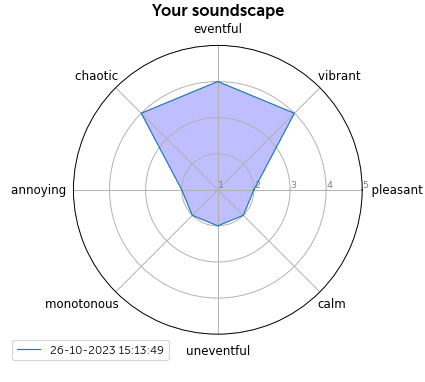 Your soundscape
eventful
chaotic
vibrant
annoying
1
2
3
4
5
pleasant
monotonous
calm
26-10-2023 15:13:49
uneventful